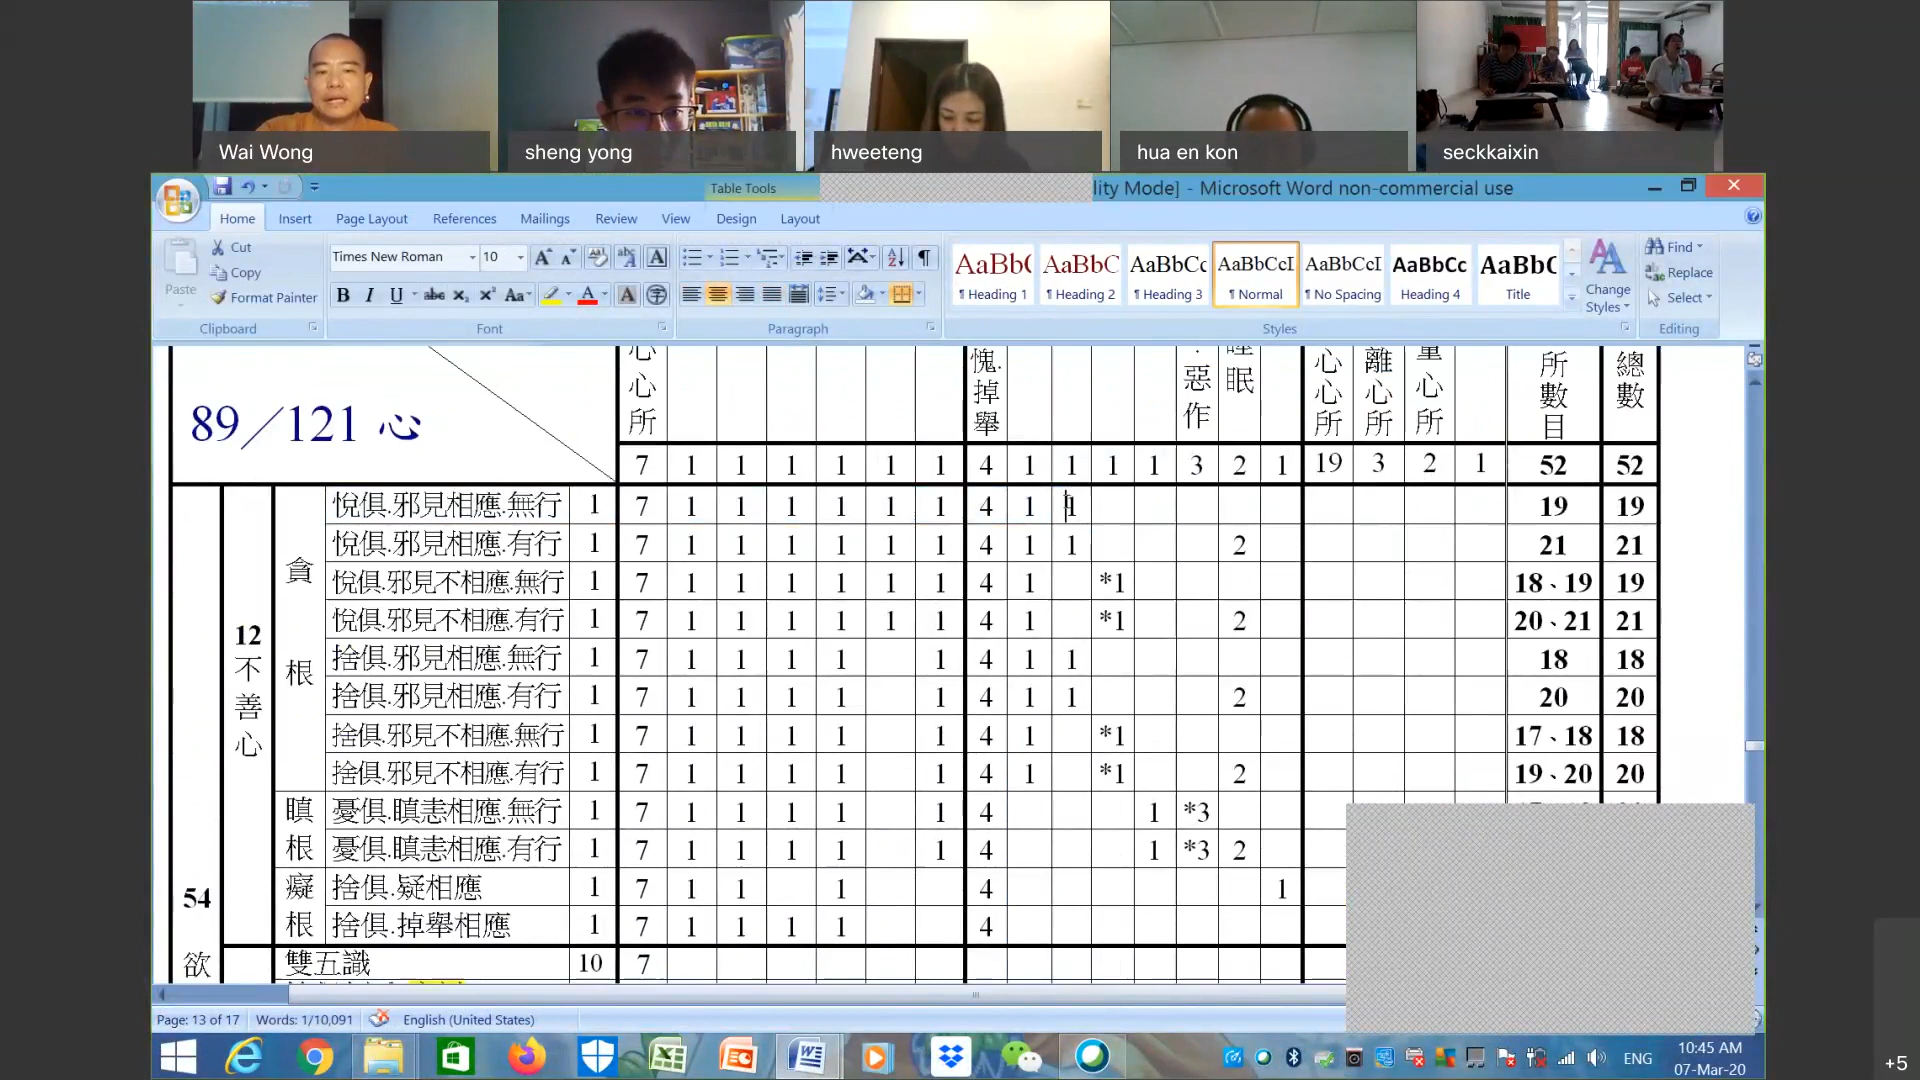 Wai Wong
sheng yong
hweeteng
hua en kon
seckkaixin
Table Tools
lity Mode] - Microsoft Word non-commercial use
Home Insert Page Layout References Mailings Review View Design Layout
Paste
Cut
Copy
Format Painter
Clipboard
Times New Roman 10
Font
Paragraph
AaBb( AaBbC AaBbCc AaBbCcI AaBbCcI AaBbCc AaBbC
¶ Heading 1 ¶ Heading 2 ¶ Heading 3 ¶ Normal ¶ No Spacing Heading 4 Title
Change Styles
Styles
Find
Replace
Select
Editing
89／121 心
心心所 愧.掉舉 .惡作 睡眠 心心所 離心所 量心所 所數目 總數
7 1 1 1 1 1 1 4 1 1 1 1 3 2 1 19 3 2 1 52 52
54 欲
12 不善心
貪根
悅俱.邪見相應.無行 1 7 1 1 1 1 1 1 4 1 1 19 19
悅俱.邪見相應.有行 1 7 1 1 1 1 1 1 4 1 1 2 21 21
悅俱.邪見不相應.無行 1 7 1 1 1 1 1 1 4 1 *1 18、19 19
悅俱.邪見不相應.有行 1 7 1 1 1 1 1 1 4 1 *1 2 20、21 21
捨俱.邪見相應.無行 1 7 1 1 1 1 1 4 1 1 18 18
捨俱.邪見相應.有行 1 7 1 1 1 1 1 4 1 1 2 20 20
捨俱.邪見不相應.無行 1 7 1 1 1 1 1 4 1 *1 17、18 18
捨俱.邪見不相應.有行 1 7 1 1 1 1 1 4 1 *1 2 19、20 20
瞋根
憂俱.瞋恚相應.無行 1 7 1 1 1 1 1 4 1 *3
憂俱.瞋恚相應.有行 1 7 1 1 1 1 1 4 1 *3 2
癡根
捨俱.疑相應 1 7 1 1 1 4 1
捨俱.掉舉相應 1 7 1 1 1 1 4
雙五識 10 7
Page: 13 of 17 Words: 1/10,091 English (United States)
ENG
10:45 AM
07-Mar-20
+5